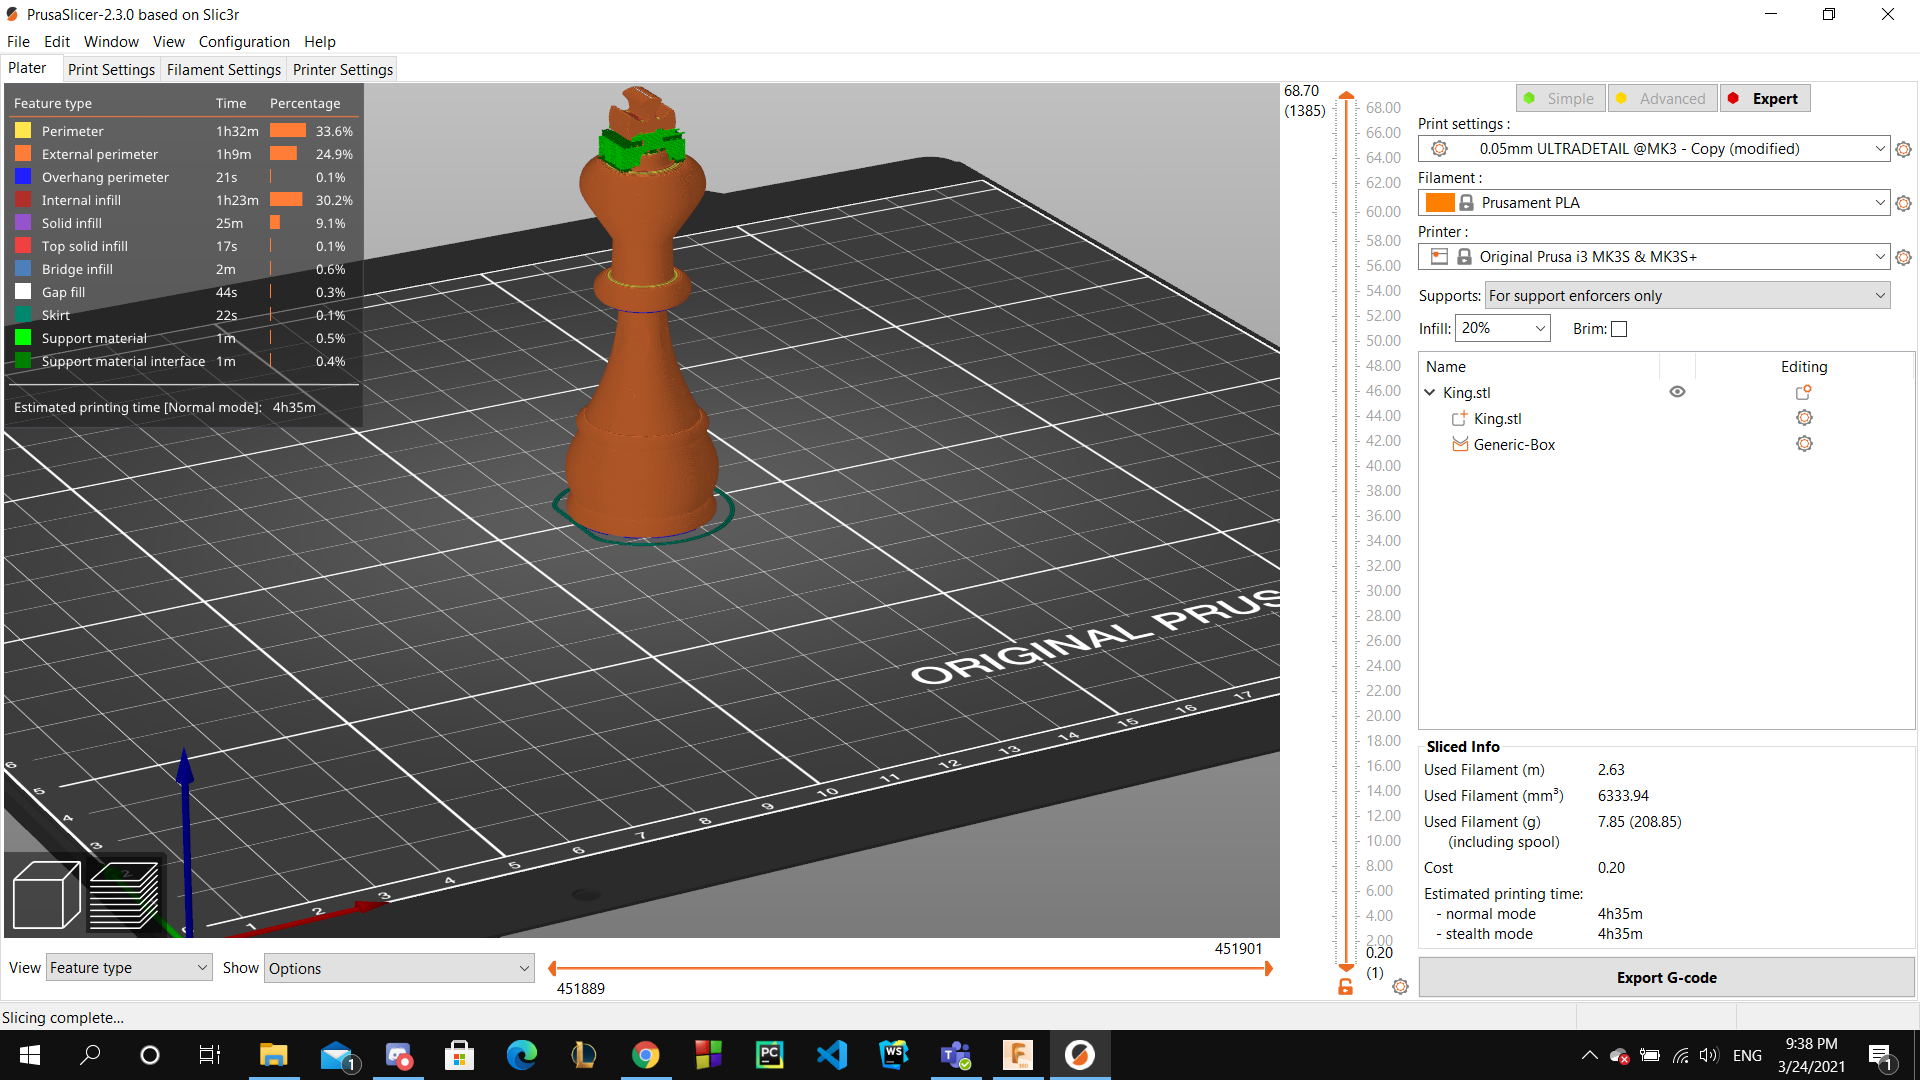 PrusaSlicer-2.3.0 based on Slic3r
File Edit Window View Configuration Help
Plater Print Settings Filament Settings Printer Settings
Feature type Time Percentage
Perimeter 1h32m 33.6%
External perimeter 1h9m 24.9%
Overhang perimeter 21s 0.1%
Internal infill 1h23m 30.2%
Solid infill 25m 9.1%
Top solid infill 17s 0.1%
Bridge infill 2m 0.6%
Gap fill 44s 0.3%
Skirt 22s 0.1%
Support material 1m 0.5%
Support material interface 1m 0.4%
Estimated printing time [Normal mode]: 4h35m
ORIGINAL PRUS
1 2 3 4 5 6 7 8 9 10 11 12 13 14 15 16 17
6
5
4
3
2
68.70
(1385)
68.00
66.00
64.00
62.00
60.00
58.00
56.00
54.00
52.00
50.00
48.00
46.00
44.00
42.00
40.00
38.00
36.00
34.00
32.00
30.00
28.00
26.00
24.00
22.00
20.00
18.00
16.00
14.00
12.00
10.00
8.00
6.00
4.00
2.00
0.20
(1)
Simple Advanced Expert
Print settings :
0.05mm ULTRADETAIL @MK3 - Copy (modified)
Filament :
Prusament PLA
Printer :
Original Prusa i3 MK3S & MK3S+
Supports: For support enforcers only
Infill: 20% Brim:
Name Editing
King.stl
King.stl
Generic-Box
Sliced Info
Used Filament (m) 2.63
Used Filament (mm³) 6333.94
Used Filament (g) 7.85 (208.85)
(including spool)
Cost 0.20
Estimated printing time:
- normal mode 4h35m
- stealth mode 4h35m
Export G-code
View Feature type Show Options
451901
451889
Slicing complete...
1
PC
WS
T
F
ENG
9:38 PM
3/24/2021
1